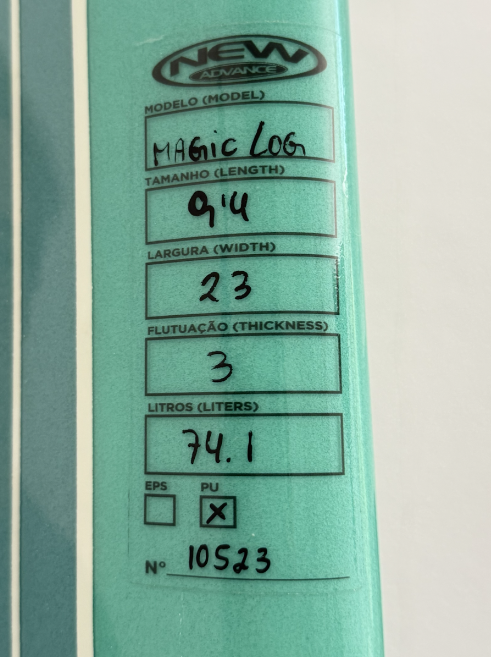 NEW
ADVANCE
MODELO (MODEL)
MAGIC LOG
TAMANHO (LENGTH)
9'4
LARGURA (WIDTH)
23
FLUTUAÇÃO (THICKNESS)
3
LITROS (LITERS)
74.1
EPS PU
X
Nº 10523